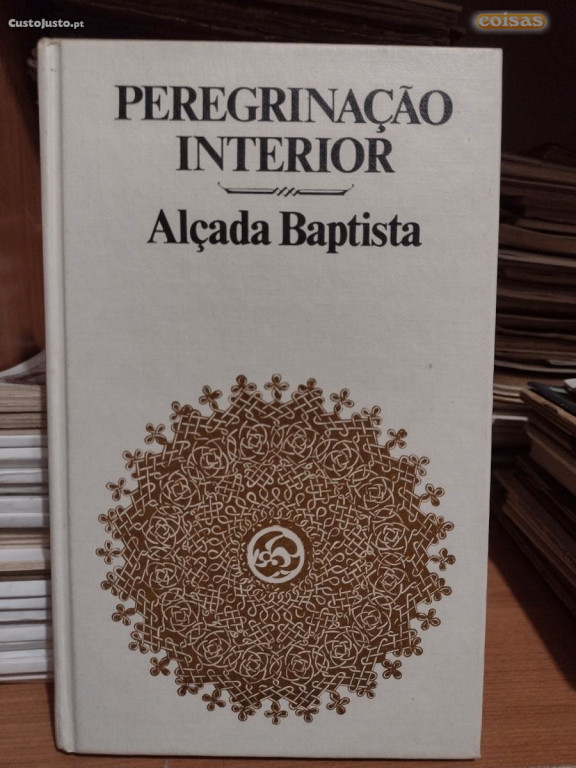 CustoJusto.pt
coisas
PEREGRINAÇÃO
INTERIOR
Alçada Baptista